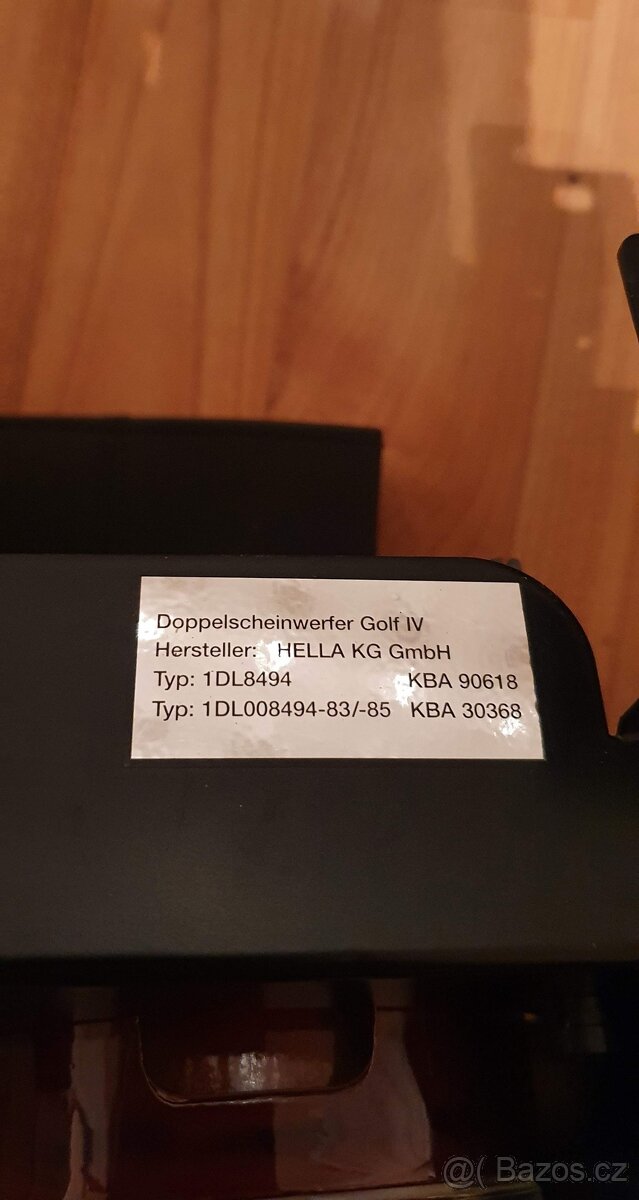 Doppelscheinwerfer Golf IV
Hersteller: HELLA KG GmbH
Typ: 1DL8494 KBA 90618
Typ: 1DL008494-83/-85 KBA 30368
@( Bazos.cz